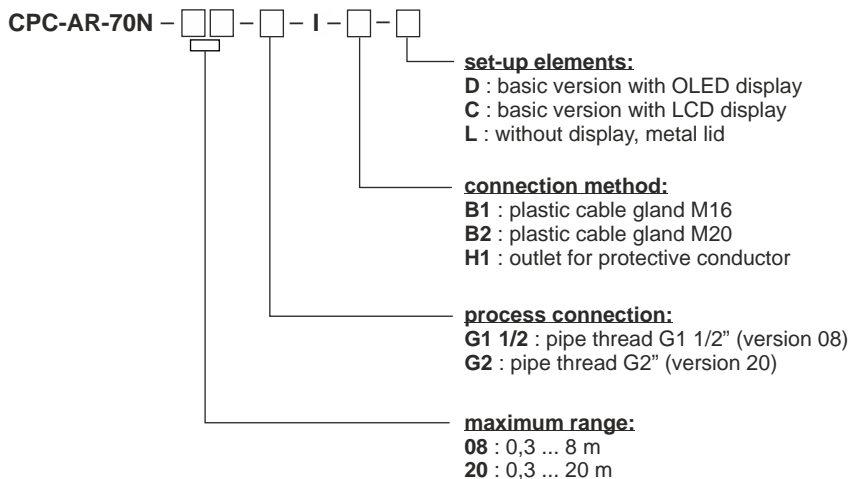 CPC-AR-70N – □□ – □ – I – □ – □
set-up elements:
D : basic version with OLED display
C : basic version with LCD display
L : without display, metal lid
connection method:
B1 : plastic cable gland M16
B2 : plastic cable gland M20
H1 : outlet for protective conductor
process connection:
G1 1/2 : pipe thread G1 1/2” (version 08)
G2 : pipe thread G2” (version 20)
maximum range:
08 : 0,3 ... 8 m
20 : 0,3 ... 20 m